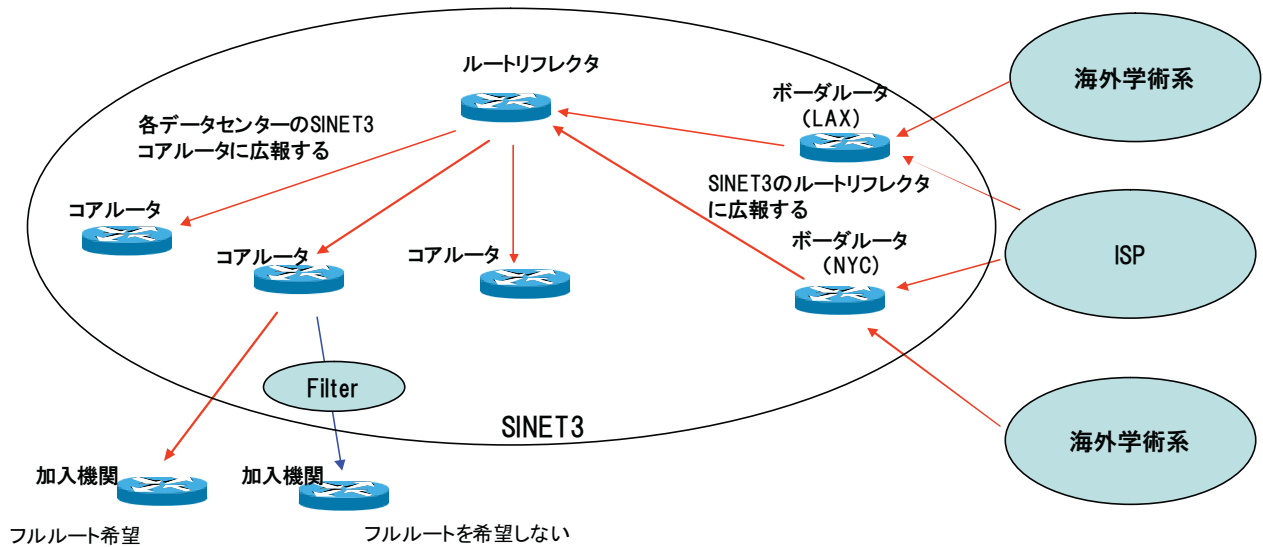 ルートリフレクタ
海外学術系
ボーダルータ
(LAX)
各データセンターのSINET3
コアルータに広報する
SINET3のルートリフレクタ
に広報する
コアルータ
コアルータ
コアルータ
ボーダルータ
(NYC)
ISP
Filter
SINET3
海外学術系
加入機関
加入機関
フルルート希望
フルルートを希望しない